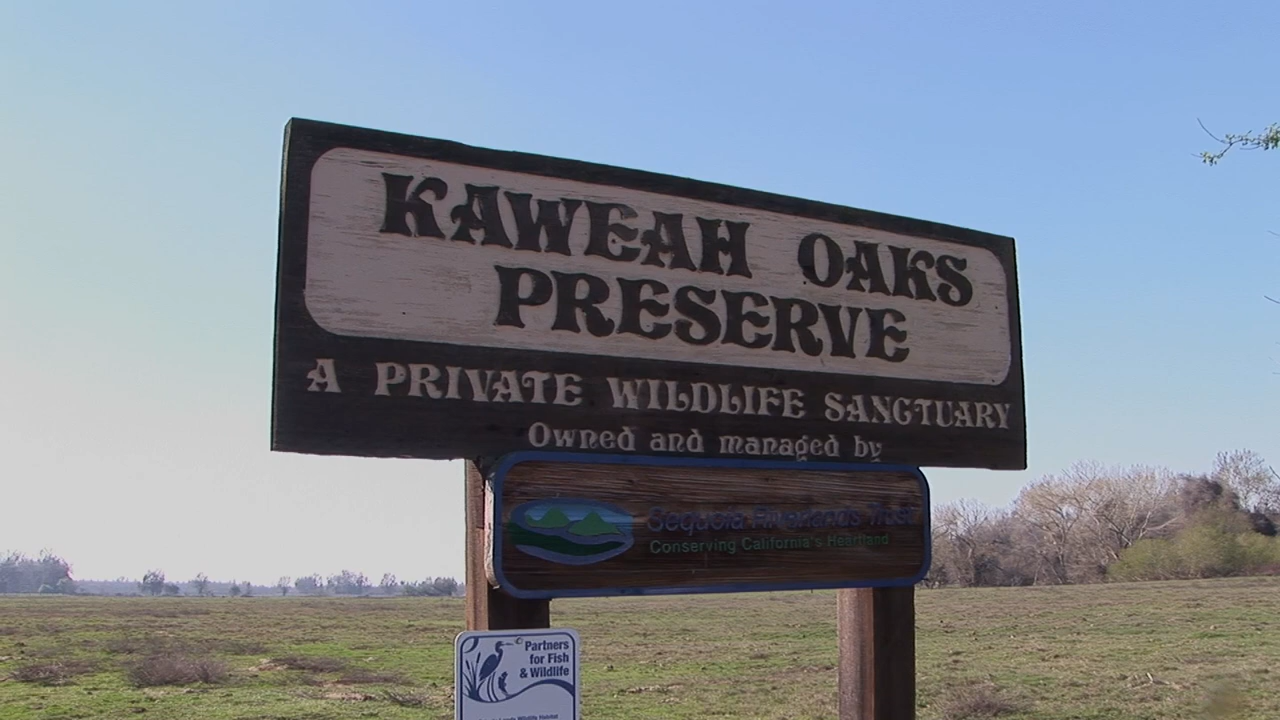 KAWEAH OAKS
PRESERVE
A PRIVATE WILDLIFE SANCTUARY
Owned and managed by
Sequoia Riverlands Trust
Conserving California's Heartland
Partners
for Fish
& Wildlife